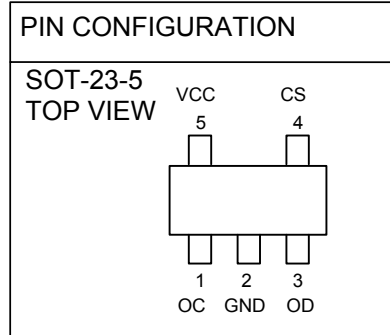 PIN CONFIGURATION
SOT-23-5
TOP VIEW
VCC CS
5 4
1 2 3
OC GND OD